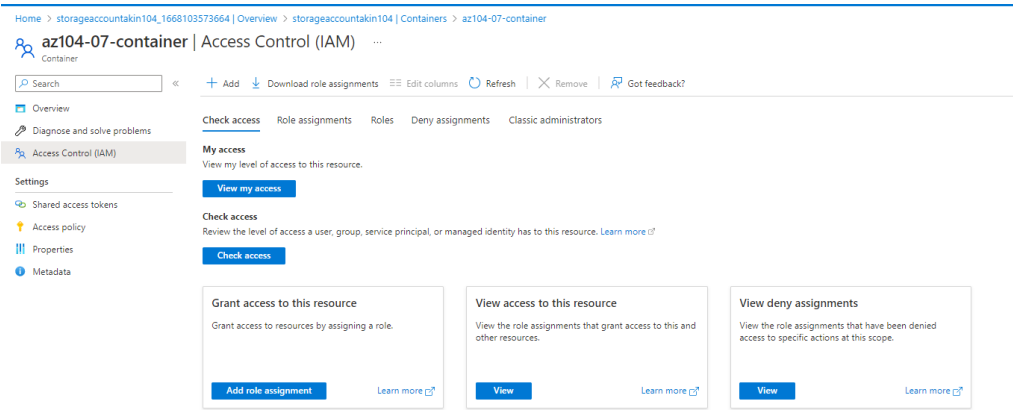 Home > storageaccountakin104_1668103573664 | Overview > storageaccountakin104 | Containers > az104-07-container
az104-07-container | Access Control (IAM) ...
Container
Search «
+ Add Download role assignments Edit columns Refresh Remove Got feedback?
Overview
Diagnose and solve problems
Access Control (IAM)
Settings
Shared access tokens
Access policy
Properties
Metadata
Check access Role assignments Roles Deny assignments Classic administrators
My access
View my level of access to this resource.
View my access
Check access
Review the level of access a user, group, service principal, or managed identity has to this resource. Learn more
Check access
Grant access to this resource
Grant access to resources by assigning a role.
Add role assignment Learn more
View access to this resource
View the role assignments that grant access to this and
other resources.
View Learn more
View deny assignments
View the role assignments that have been denied
access to specific actions at this scope.
View Learn more